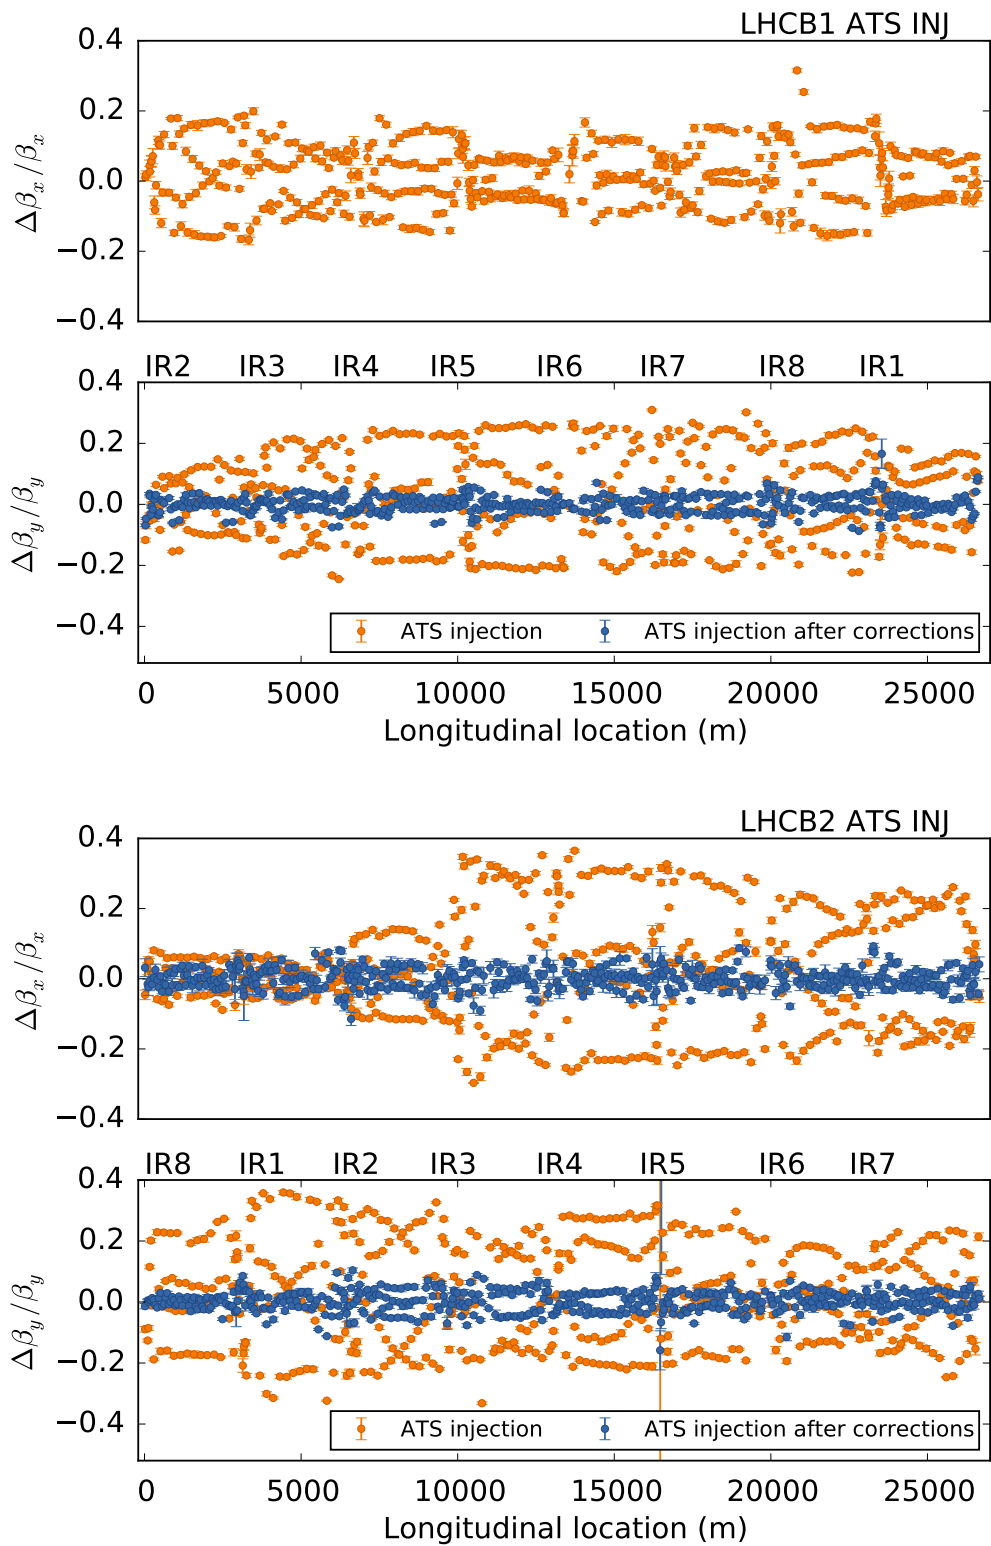 LHCB1 ATS INJ
0.4
0.2
0.0
−0.2
−0.4
Δβx/βx
IR2 IR3 IR4 IR5 IR6 IR7 IR8 IR1
0.4
0.2
0.0
−0.2
−0.4
Δβy/βy
ATS injection ATS injection after corrections
0 5000 10000 15000 20000 25000
Longitudinal location (m)
LHCB2 ATS INJ
0.4
0.2
0.0
−0.2
−0.4
Δβx/βx
IR8 IR1 IR2 IR3 IR4 IR5 IR6 IR7
0.4
0.2
0.0
−0.2
−0.4
Δβy/βy
ATS injection ATS injection after corrections
0 5000 10000 15000 20000 25000
Longitudinal location (m)